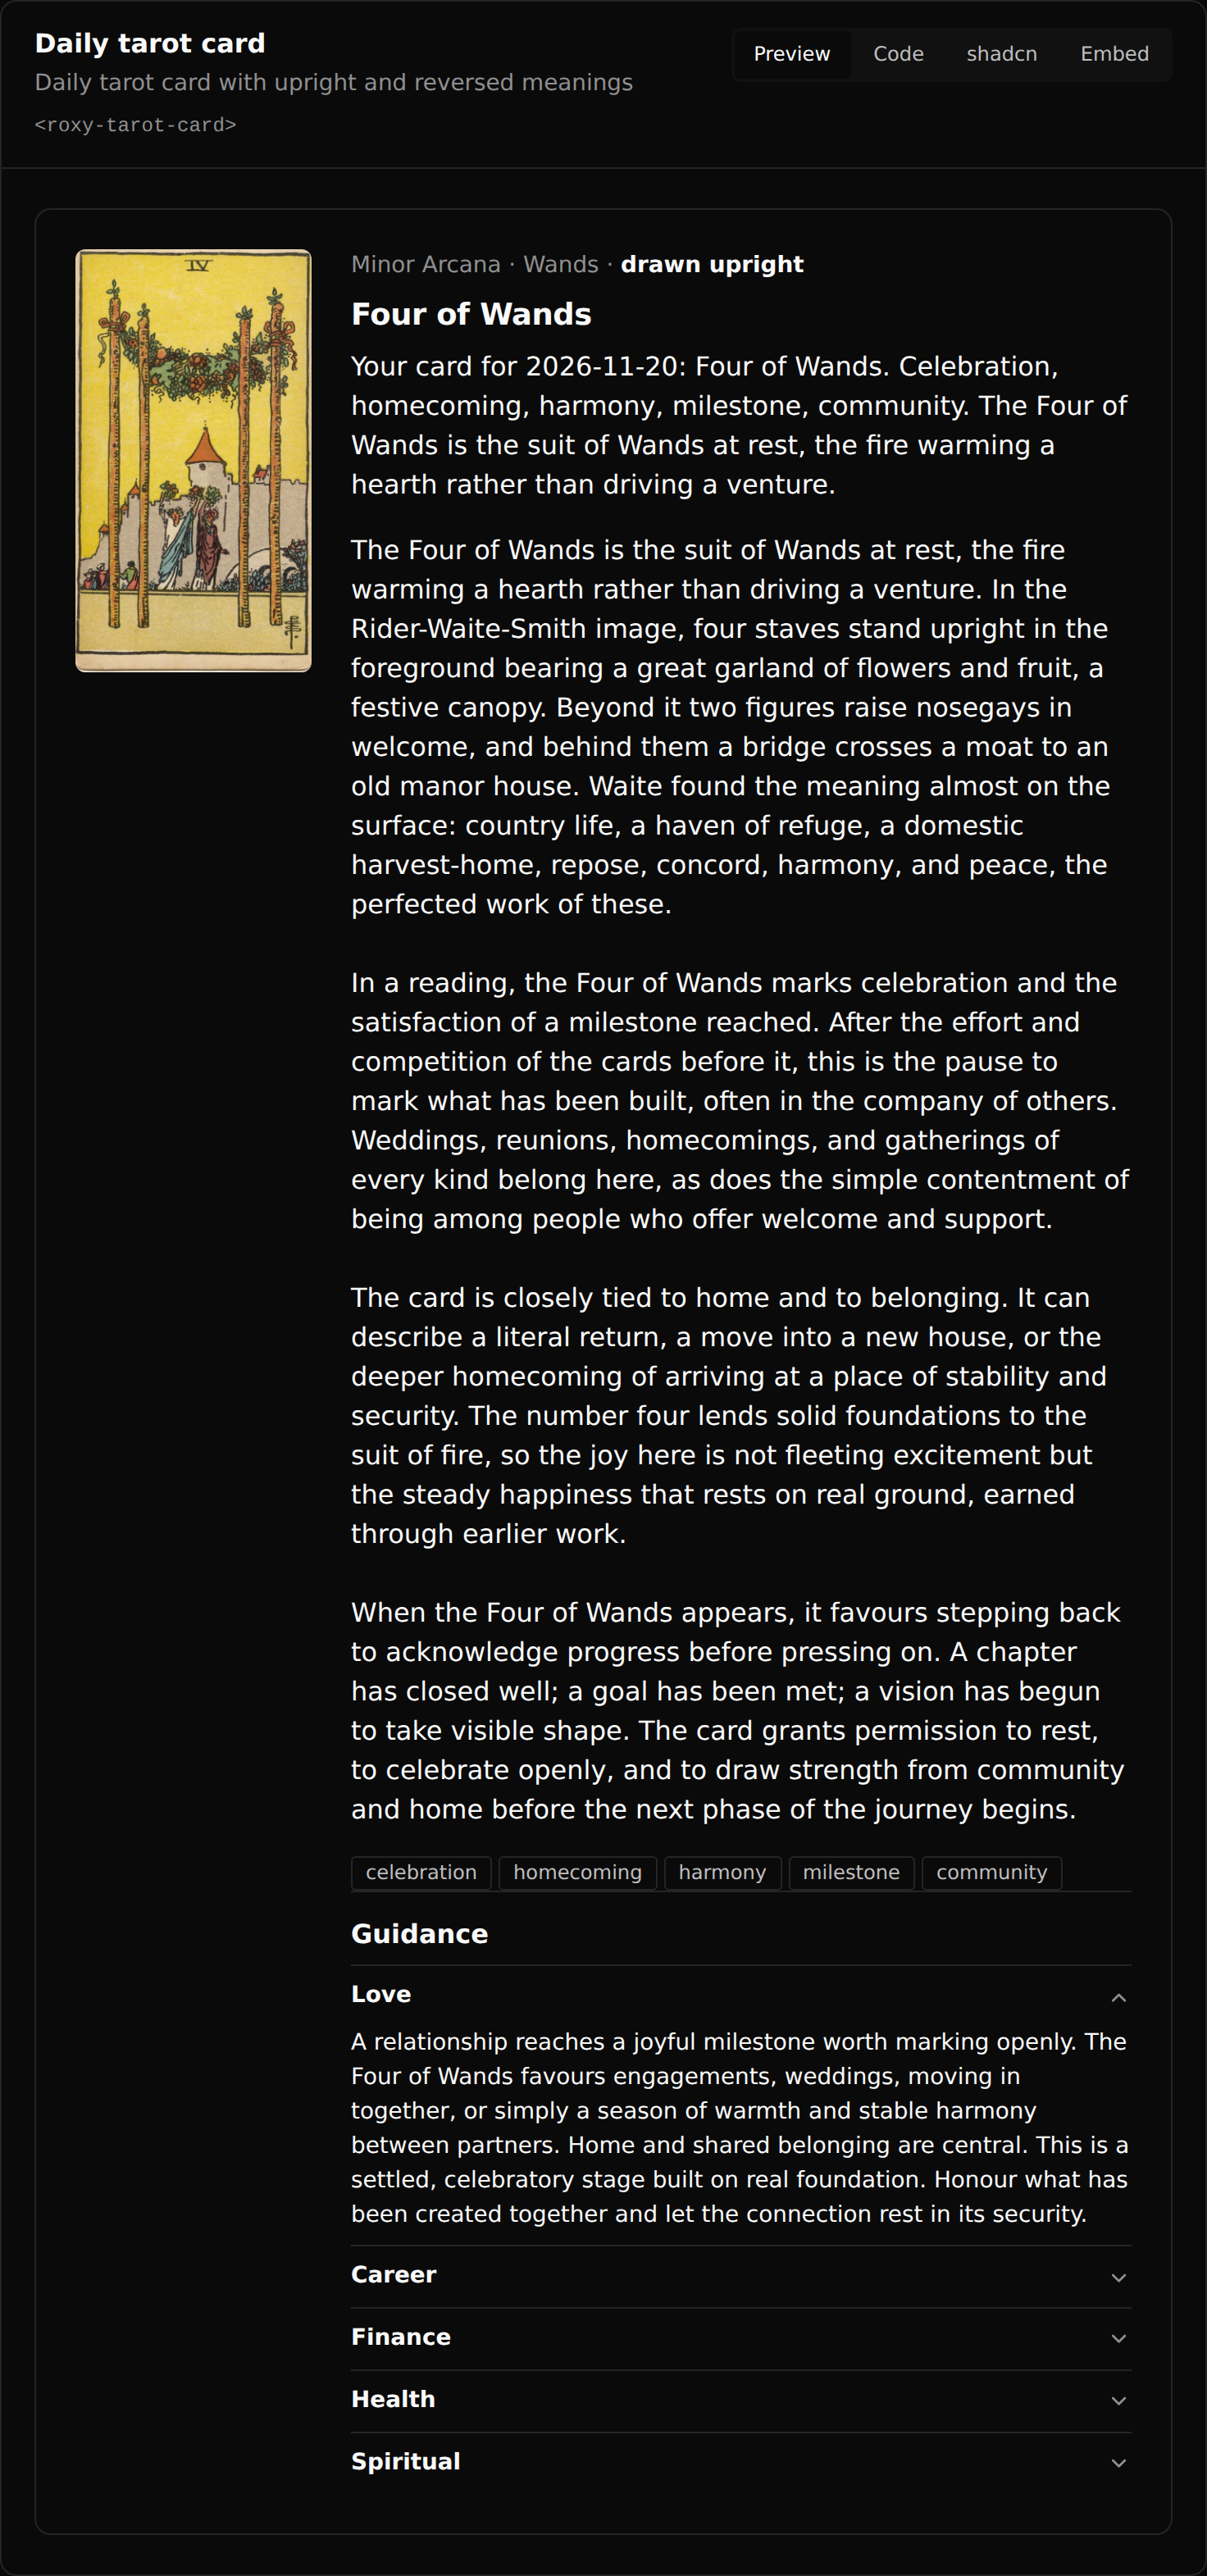 Daily tarot card
Daily tarot card with upright and reversed meanings
<roxy-tarot-card>
Preview
Code
shadcn
Embed
IV
Minor Arcana · Wands · drawn upright
Four of Wands
Your card for 2026-11-20: Four of Wands. Celebration,
homecoming, harmony, milestone, community. The Four of
Wands is the suit of Wands at rest, the fire warming a
hearth rather than driving a venture.
The Four of Wands is the suit of Wands at rest, the fire
warming a hearth rather than driving a venture. In the
Rider-Waite-Smith image, four staves stand upright in the
foreground bearing a great garland of flowers and fruit, a
festive canopy. Beyond it two figures raise nosegays in
welcome, and behind them a bridge crosses a moat to an
old manor house. Waite found the meaning almost on the
surface: country life, a haven of refuge, a domestic
harvest-home, repose, concord, harmony, and peace, the
perfected work of these.
In a reading, the Four of Wands marks celebration and the
satisfaction of a milestone reached. After the effort and
competition of the cards before it, this is the pause to
mark what has been built, often in the company of others.
Weddings, reunions, homecomings, and gatherings of
every kind belong here, as does the simple contentment of
being among people who offer welcome and support.
The card is closely tied to home and to belonging. It can
describe a literal return, a move into a new house, or the
deeper homecoming of arriving at a place of stability and
security. The number four lends solid foundations to the
suit of fire, so the joy here is not fleeting excitement but
the steady happiness that rests on real ground, earned
through earlier work.
When the Four of Wands appears, it favours stepping back
to acknowledge progress before pressing on. A chapter
has closed well; a goal has been met; a vision has begun
to take visible shape. The card grants permission to rest,
to celebrate openly, and to draw strength from community
and home before the next phase of the journey begins.
celebration
homecoming
harmony
milestone
community
Guidance
Love
A relationship reaches a joyful milestone worth marking openly. The
Four of Wands favours engagements, weddings, moving in
together, or simply a season of warmth and stable harmony
between partners. Home and shared belonging are central. This is a
settled, celebratory stage built on real foundation. Honour what has
been created together and let the connection rest in its security.
Career
Finance
Health
Spiritual